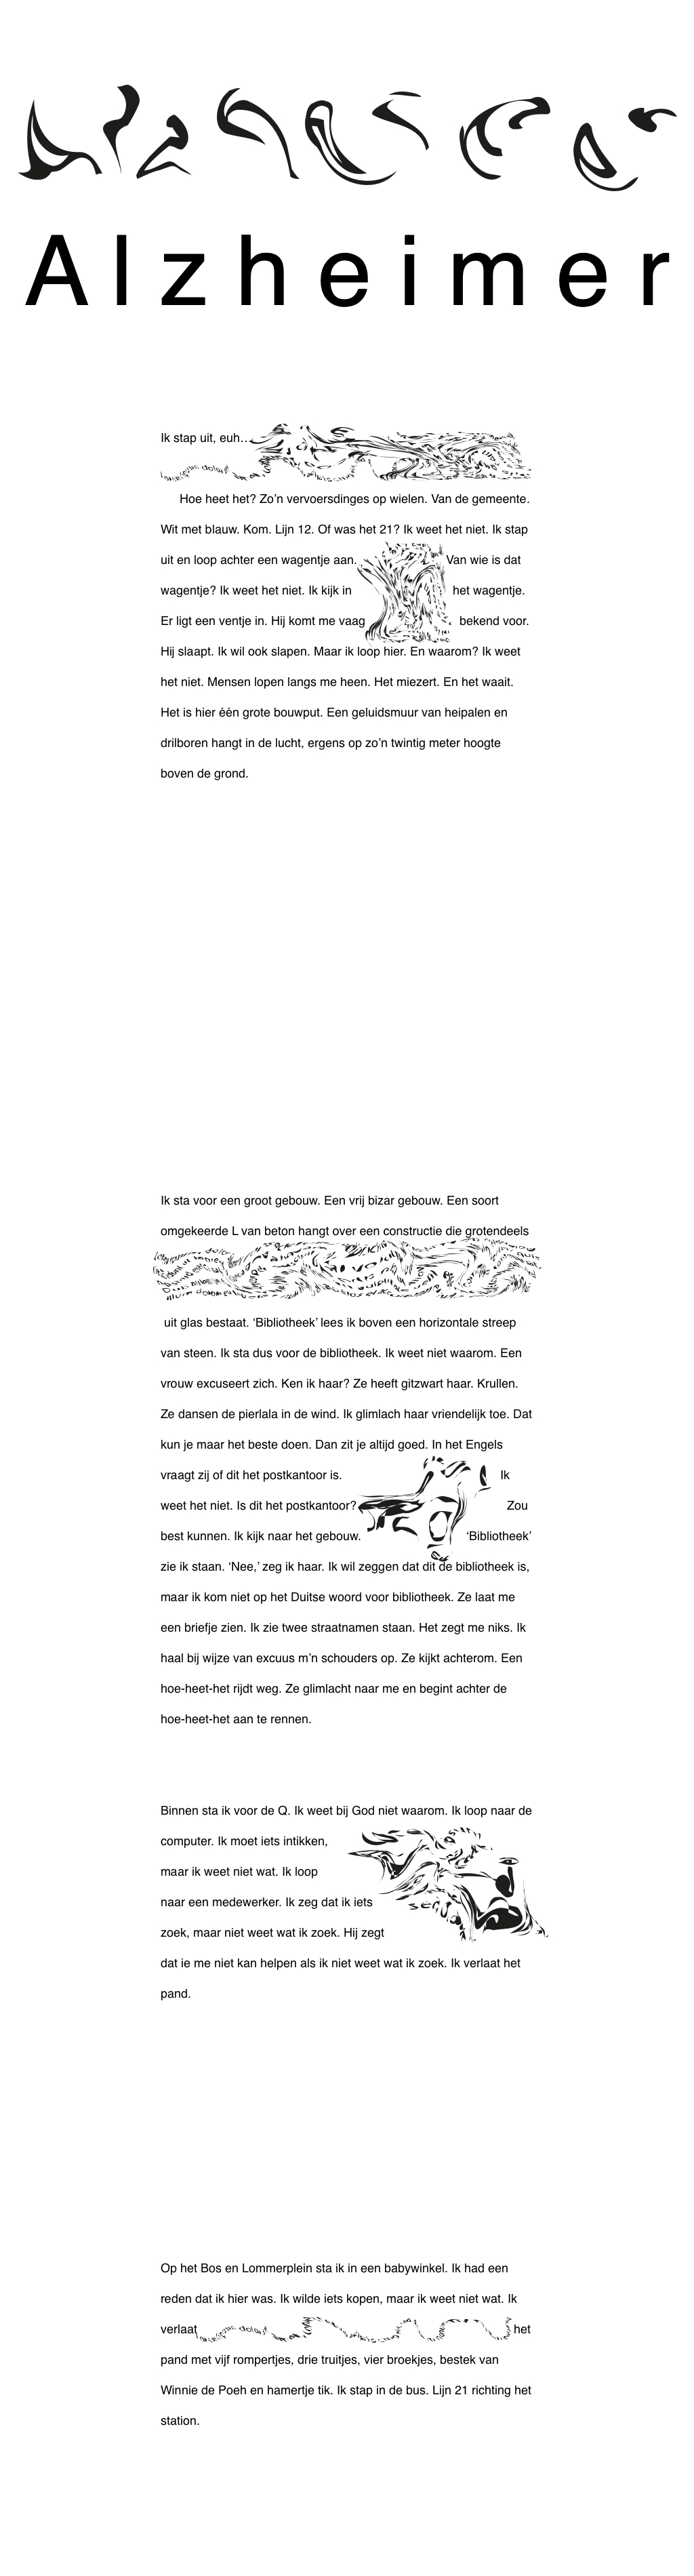 Alzheimer
Ik stap uit, euh…
Hoe heet het? Zo’n vervoersdinges op wielen. Van de gemeente.
Wit met blauw. Kom. Lijn 12. Of was het 21? Ik weet het niet. Ik stap
uit en loop achter een wagentje aan. Van wie is dat
wagentje? Ik weet het niet. Ik kijk in het wagentje.
Er ligt een ventje in. Hij komt me vaag bekend voor.
Hij slaapt. Ik wil ook slapen. Maar ik loop hier. En waarom? Ik weet
het niet. Mensen lopen langs me heen. Het miezert. En het waait.
Het is hier één grote bouwput. Een geluidsmuur van heipalen en
drilboren hangt in de lucht, ergens op zo’n twintig meter hoogte
boven de grond.
Ik sta voor een groot gebouw. Een vrij bizar gebouw. Een soort
omgekeerde L van beton hangt over een constructie die grotendeels
uit glas bestaat. ‘Bibliotheek’ lees ik boven een horizontale streep
van steen. Ik sta dus voor de bibliotheek. Ik weet niet waarom. Een
vrouw excuseert zich. Ken ik haar? Ze heeft gitzwart haar. Krullen.
Ze dansen de pierlala in de wind. Ik glimlach haar vriendelijk toe. Dat
kun je maar het beste doen. Dan zit je altijd goed. In het Engels
vraagt zij of dit het postkantoor is. Ik
weet het niet. Is dit het postkantoor? Zou
best kunnen. Ik kijk naar het gebouw. ‘Bibliotheek’
zie ik staan. ‘Nee,’ zeg ik haar. Ik wil zeggen dat dit de bibliotheek is,
maar ik kom niet op het Duitse woord voor bibliotheek. Ze laat me
een briefje zien. Ik zie twee straatnamen staan. Het zegt me niks. Ik
haal bij wijze van excuus m’n schouders op. Ze kijkt achterom. Een
hoe-heet-het rijdt weg. Ze glimlacht naar me en begint achter de
hoe-heet-het aan te rennen.
Binnen sta ik voor de Q. Ik weet bij God niet waarom. Ik loop naar de
computer. Ik moet iets intikken,
maar ik weet niet wat. Ik loop
naar een medewerker. Ik zeg dat ik iets
zoek, maar niet weet wat ik zoek. Hij zegt
dat ie me niet kan helpen als ik niet weet wat ik zoek. Ik verlaat het
pand.
Op het Bos en Lommerplein sta ik in een babywinkel. Ik had een
reden dat ik hier was. Ik wilde iets kopen, maar ik weet niet wat. Ik
verlaat het
pand met vijf rompertjes, drie truitjes, vier broekjes, bestek van
Winnie de Poeh en hamertje tik. Ik stap in de bus. Lijn 21 richting het
station.